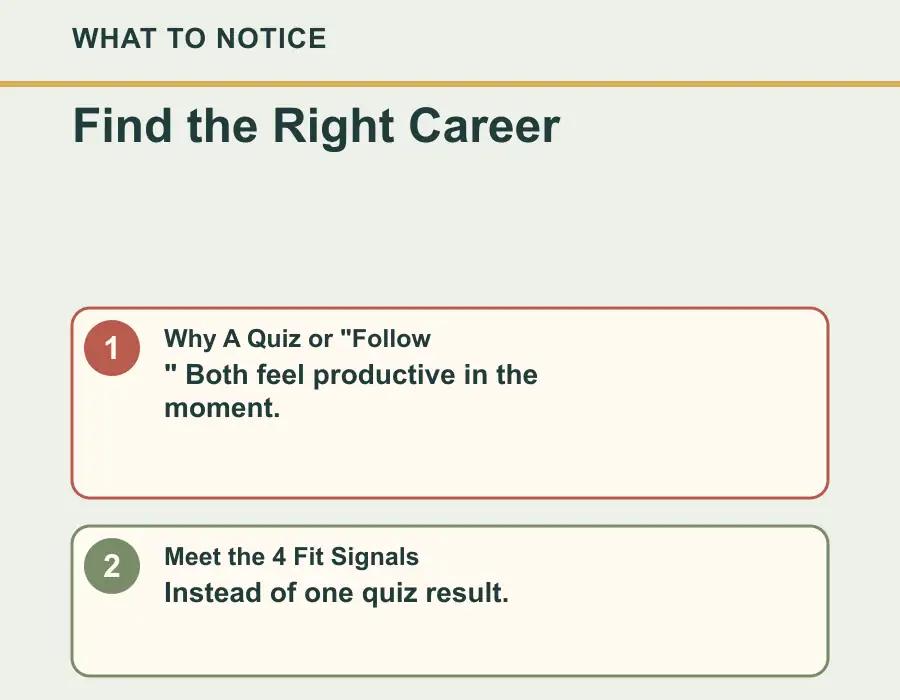 WHAT TO NOTICE
Find the Right Career
1
Why A Quiz or "Follow
" Both feel productive in the
moment.
2
Meet the 4 Fit Signals
Instead of one quiz result.